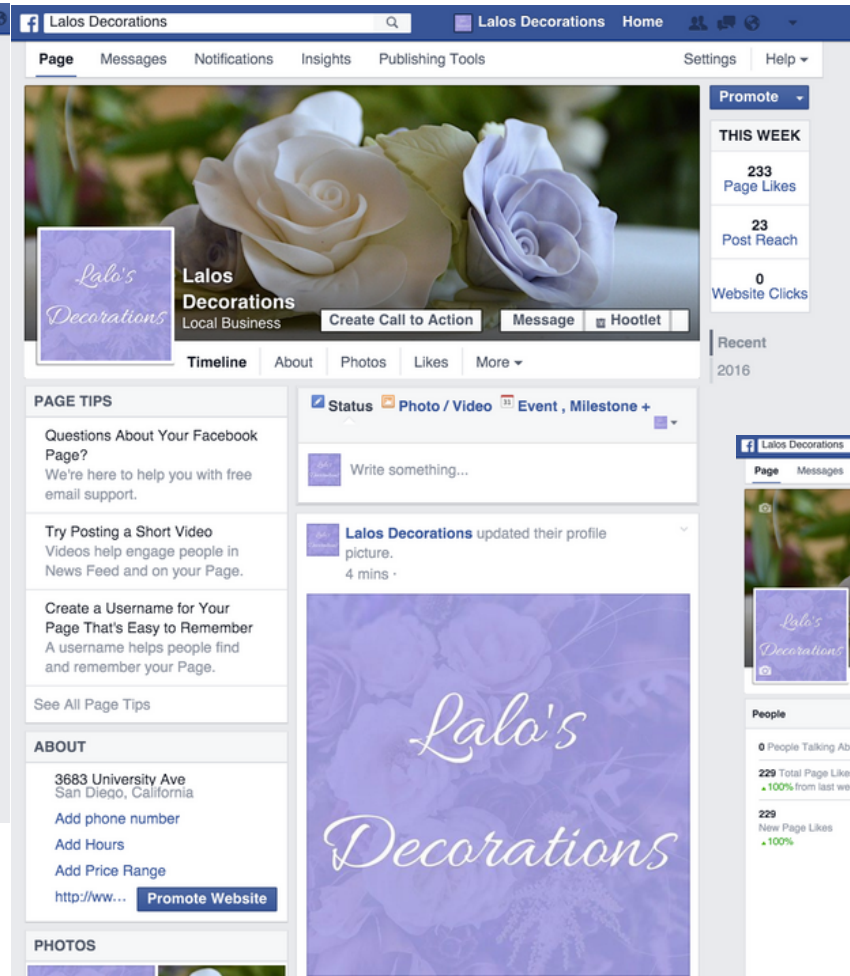 Lalos Decorations
Lalos Decorations Home
Page Messages Notifications Insights Publishing Tools Settings Help
Promote
THIS WEEK
233
Page Likes
23
Post Reach
0
Website Clicks
Recent
2016
Lalo's
Decorations
Lalos
Decorations
Local Business
Create Call to Action Message Hootlet
Timeline About Photos Likes More
PAGE TIPS
Questions About Your Facebook
Page?
We're here to help you with free
email support.
Try Posting a Short Video
Videos help engage people in
News Feed and on your Page.
Create a Username for Your
Page That's Easy to Remember
A username helps people find
and remember your Page.
See All Page Tips
ABOUT
3683 University Ave
San Diego, California
Add phone number
Add Hours
Add Price Range
http://ww... Promote Website
PHOTOS
Status Photo / Video 31 Event , Milestone +
Write something...
Lalos Decorations updated their profile
picture.
4 mins ·
Lalo's
Decorations
Lalos Decorations
Page Messages
Lalo's
Decorations
People
0 People Talking Ab
229 Total Page Like
100% from last we
229
New Page Likes
100%